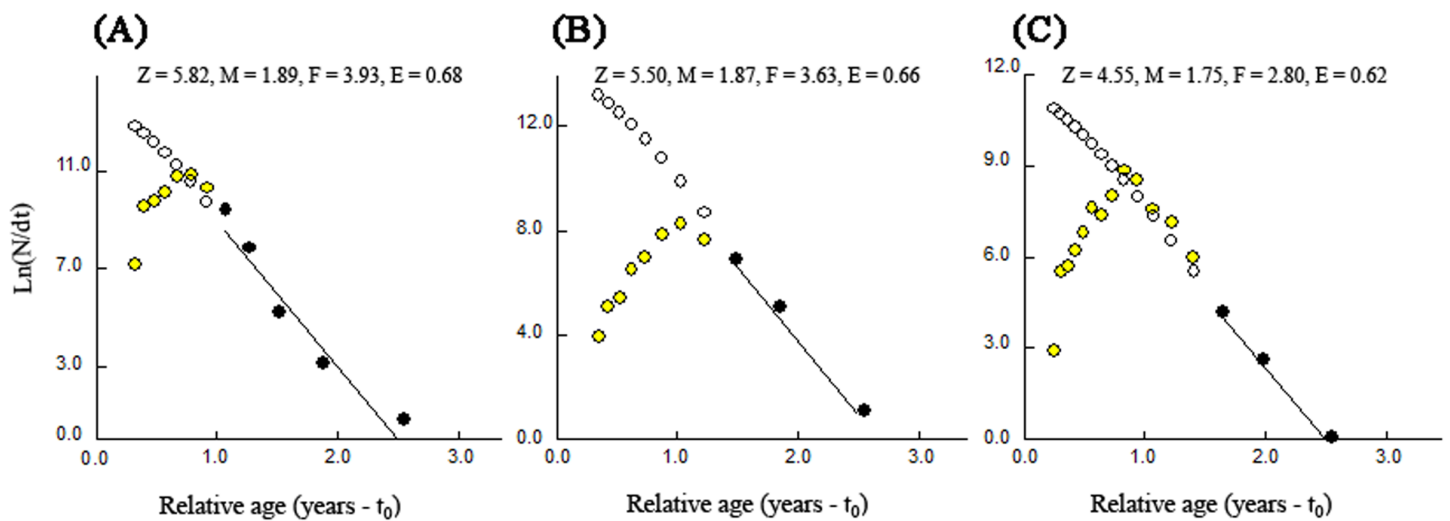 (A)
Z = 5.82, M = 1.89, F = 3.93, E = 0.68
Ln(N/dt)
11.0
7.0
3.0
0.0
0.0 1.0 2.0 3.0
Relative age (years - t₀)
(B)
Z = 5.50, M = 1.87, F = 3.63, E = 0.66
12.0
8.0
4.0
0.0
0.0 1.0 2.0 3.0
Relative age (years - t₀)
(C)
Z = 4.55, M = 1.75, F = 2.80, E = 0.62
12.0
9.0
6.0
3.0
0.0
0.0 1.0 2.0 3.0
Relative age (years - t₀)